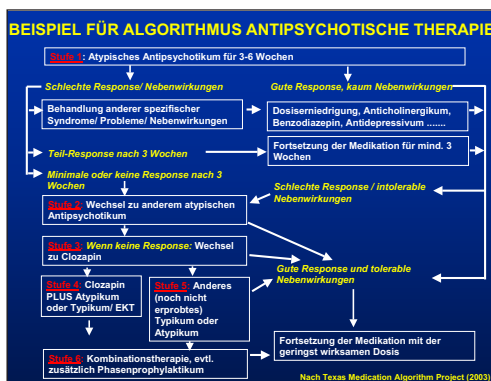 BEISPIEL FÜR ALGORITHMUS ANTIPSYCHOTISCHE THERAPIE
Stufe 1: Atypisches Antipsychotikum für 3-6 Wochen
Schlechte Response/ Nebenwirkungen
Gute Response, kaum Nebenwirkungen
Behandlung anderer spezifischer
Syndrome/ Probleme/ Nebenwirkungen
Dosiserniedrigung, Anticholinergikum,
Benzodiazepin, Antidepressivum .......
Teil-Response nach 3 Wochen
Fortsetzung der Medikation für mind. 3
Wochen
Minimale oder keine Response nach 3
Wochen
Schlechte Response / intolerable
Nebenwirkungen
Stufe 2: Wechsel zu anderem atypischen
Antipsychotikum
Stufe 3: Wenn keine Response: Wechsel
zu Clozapin
Gute Response und tolerable
Nebenwirkungen
Stufe 4: Clozapin
PLUS Atypikum
oder Typikum/ EKT
Stufe 5: Anderes
(noch nicht
erprobtes)
Typikum oder
Atypikum
Fortsetzung der Medikation mit der
geringst wirksamen Dosis
Stufe 6: Kombinationstherapie, evtl.
zusätzlich Phasenprophylaktikum
Nach Texas Medication Algorithm Project (2003)